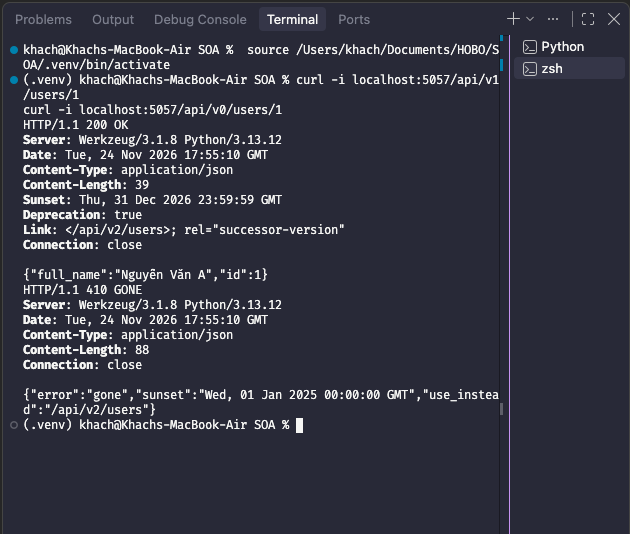 Problems Output Debug Console Terminal Ports
Python
zsh
khach@Khachs-MacBook-Air SOA %  source /Users/khach/Documents/HOBO/S
OA/.venv/bin/activate
(.venv) khach@Khachs-MacBook-Air SOA % curl -i localhost:5057/api/v1
/users/1
curl -i localhost:5057/api/v0/users/1
HTTP/1.1 200 OK
Server: Werkzeug/3.1.8 Python/3.13.12
Date: Tue, 24 Nov 2026 17:55:10 GMT
Content-Type: application/json
Content-Length: 39
Sunset: Thu, 31 Dec 2026 23:59:59 GMT
Deprecation: true
Link: </api/v2/users>; rel="successor-version"
Connection: close
{"full_name":"Nguyễn Văn A","id":1}
HTTP/1.1 410 GONE
Server: Werkzeug/3.1.8 Python/3.13.12
Date: Tue, 24 Nov 2026 17:55:10 GMT
Content-Type: application/json
Content-Length: 88
Connection: close
{"error":"gone","sunset":"Wed, 01 Jan 2025 00:00:00 GMT","use_instea
d":"/api/v2/users"}
(.venv) khach@Khachs-MacBook-Air SOA %